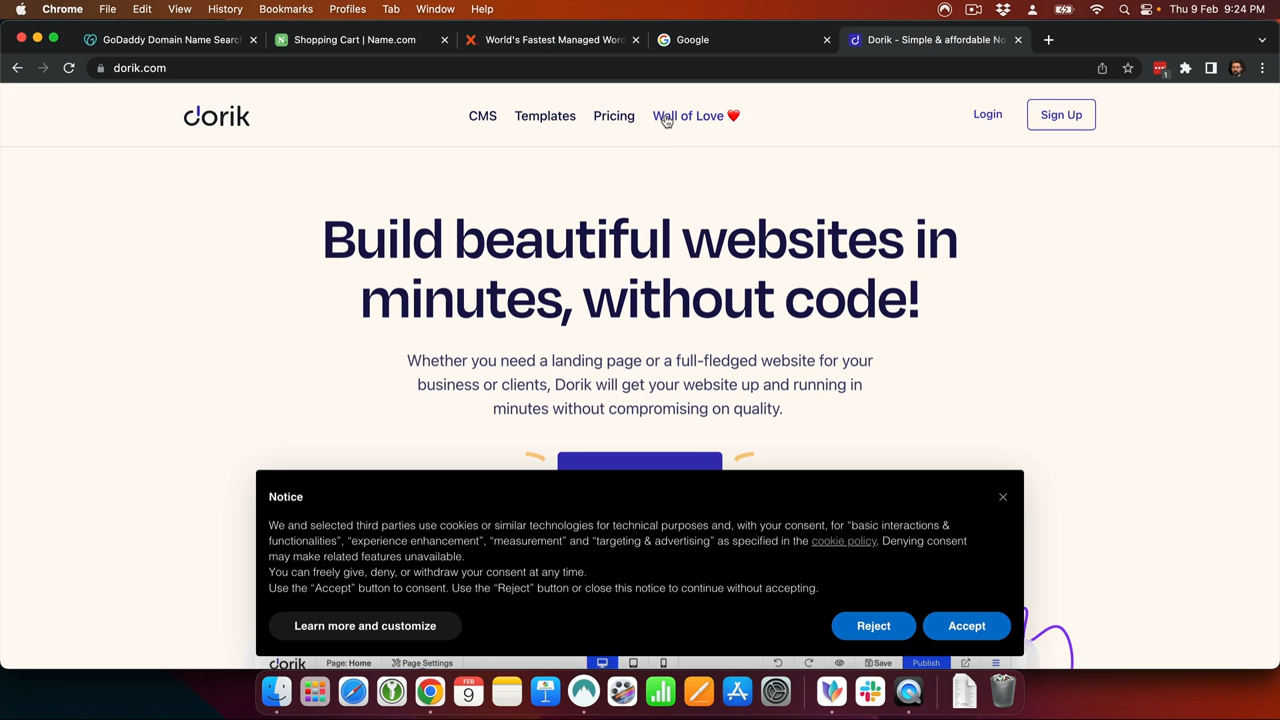 Chrome File Edit View History Bookmarks Profiles Tab Window Help Thu 9 Feb 9:24 PM
GoDaddy Domain Name Searc Shopping Cart | Name.com World's Fastest Managed Wor Google Dorik - Simple & affordable No
dorik.com
dorik CMS Templates Pricing Wall of Love ❤️ Login Sign Up
Build beautiful websites in
minutes, without code!
Whether you need a landing page or a full-fledged website for your
business or clients, Dorik will get your website up and running in
minutes without compromising on quality.
Notice
We and selected third parties use cookies or similar technologies for technical purposes and, with your consent, for “basic interactions &
functionalities”, “experience enhancement”, “measurement” and “targeting & advertising” as specified in the cookie policy. Denying consent
may make related features unavailable.
You can freely give, deny, or withdraw your consent at any time.
Use the “Accept” button to consent. Use the “Reject” button or close this notice to continue without accepting.
Learn more and customize Reject Accept
dorik Page: Home Page Settings Save Publish
FEB
9